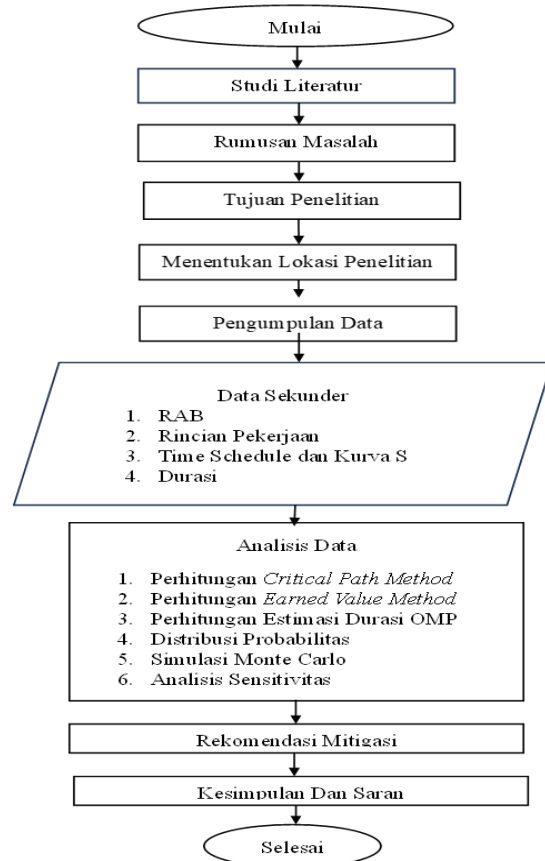 Mulai
Studi Literatur
Rumusan Masalah
Tujuan Penelitian
Menentukan Lokasi Penelitian
Pengumpulan Data
Data Sekunder
1. RAB
2. Rincian Pekerjaan
3. Time Schedule dan Kurva S
4. Durasi
Analisis Data
1. Perhitungan Critical Path Method
2. Perhitungan Earned Value Method
3. Perhitungan Estimasi Durasi OMP
4. Distribusi Probabilitas
5. Simulasi Monte Carlo
6. Analisis Sensitivitas
Rekomendasi Mitigasi
Kesimpulan Dan Saran
Selesai